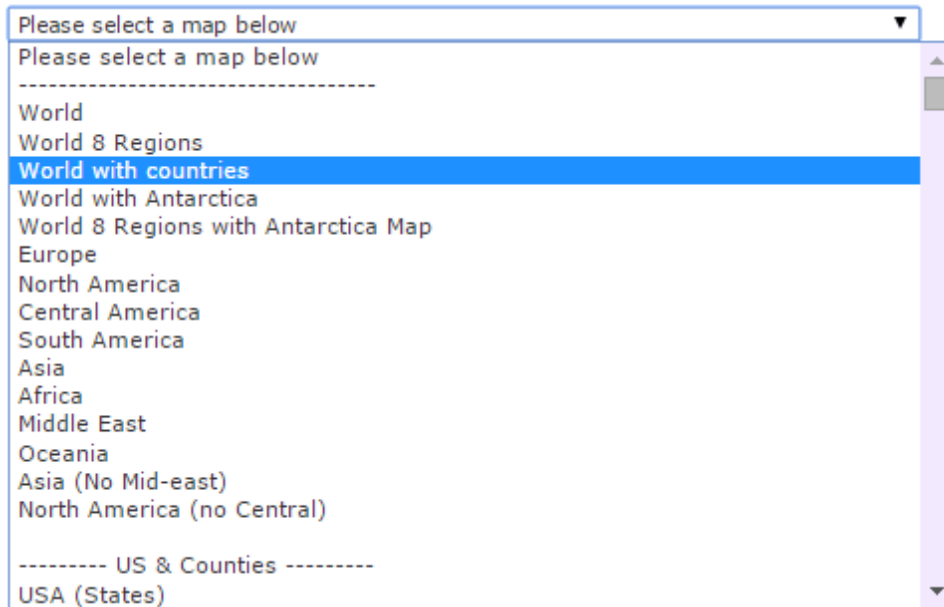 Please select a map below
Please select a map below
-----------------------------------
World
World 8 Regions
World with countries
World with Antarctica
World 8 Regions with Antarctica Map
Europe
North America
Central America
South America
Asia
Africa
Middle East
Oceania
Asia (No Mid-east)
North America (no Central)
--------- US & Counties ---------
USA (States)